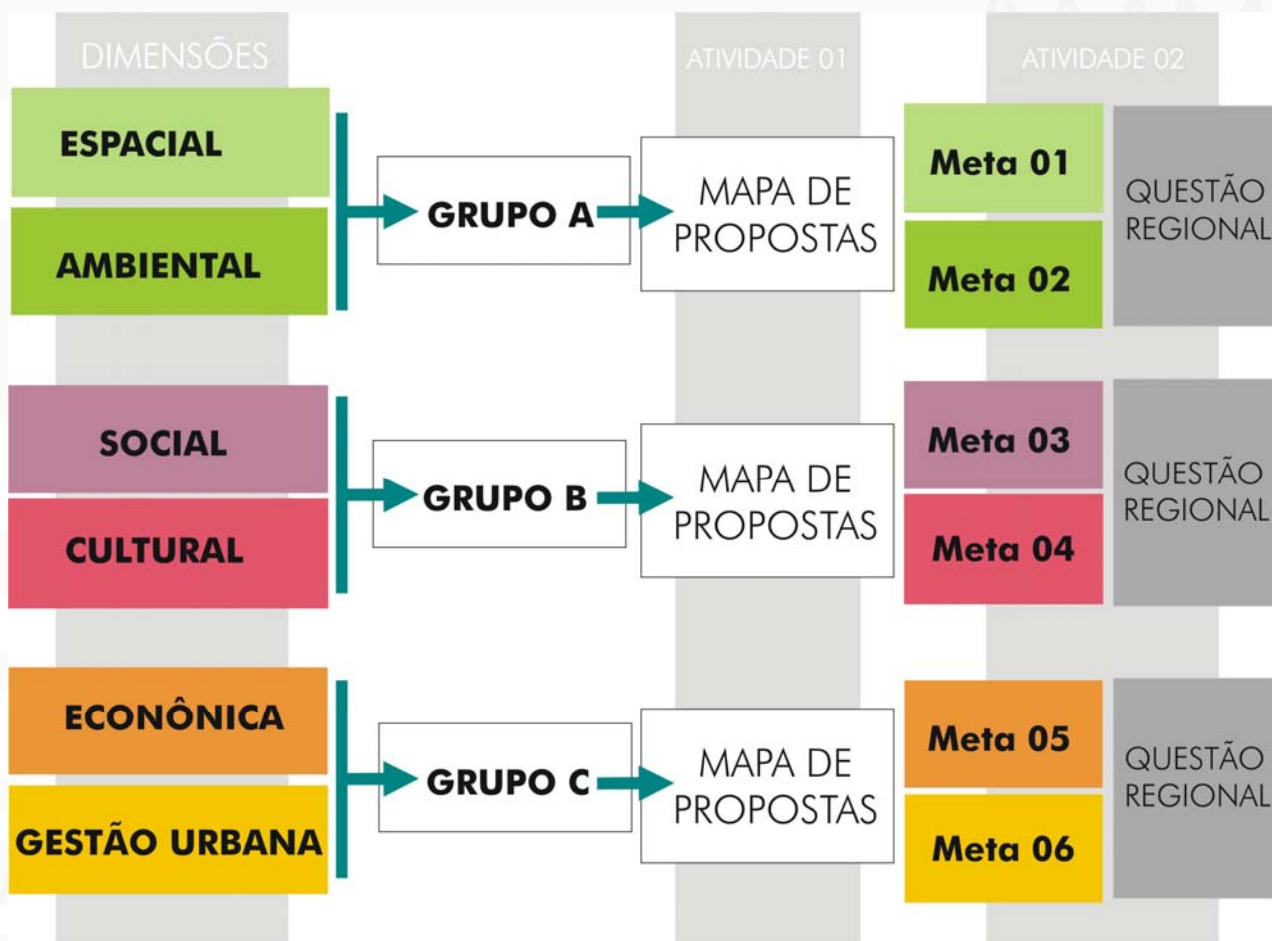 DIMENSÕES
ATIVIDADE 01
ATIVIDADE 02
ESPACIAL
AMBIENTAL
GRUPO A
MAPA DE
PROPOSTAS
Meta 01
Meta 02
QUESTÃO
REGIONAL
SOCIAL
CULTURAL
GRUPO B
MAPA DE
PROPOSTAS
Meta 03
Meta 04
QUESTÃO
REGIONAL
ECONÔNICA
GESTÃO URBANA
GRUPO C
MAPA DE
PROPOSTAS
Meta 05
Meta 06
QUESTÃO
REGIONAL